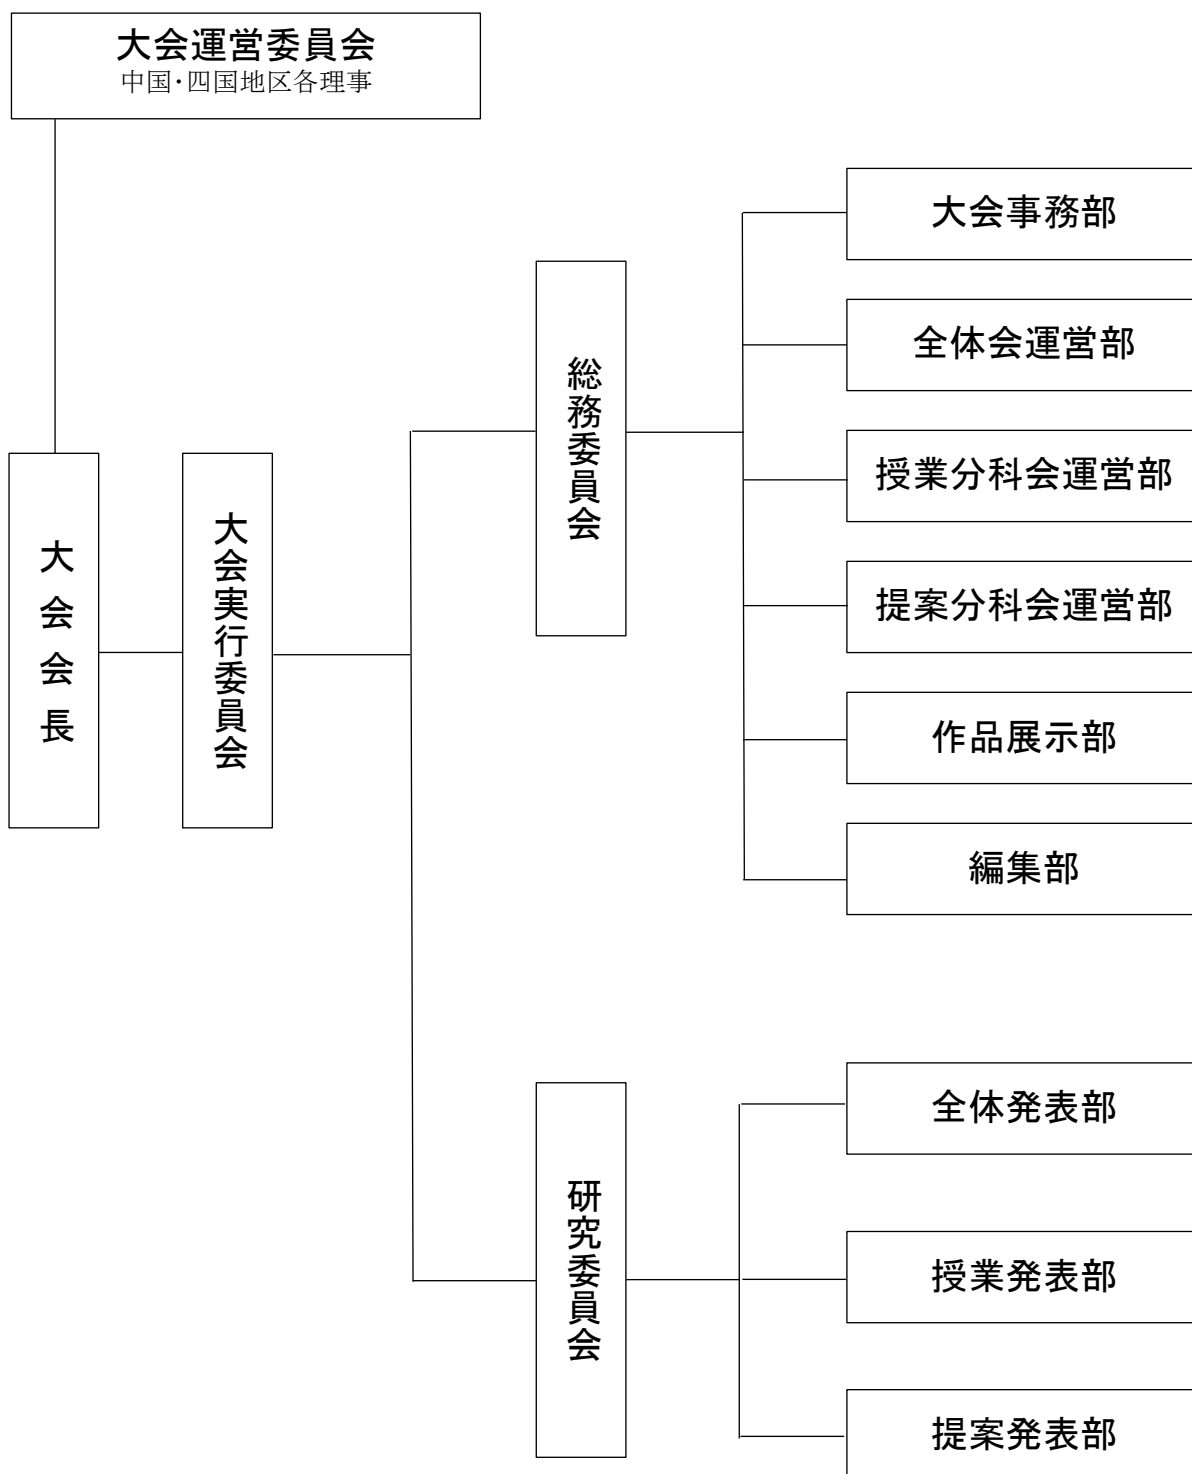 大会運営委員会
中国・四国地区各理事
大会会長
大会実行委員会
総務委員会
大会事務部
全体会運営部
授業分科会運営部
提案分科会運営部
作品展示部
編集部
研究委員会
全体発表部
授業発表部
提案発表部